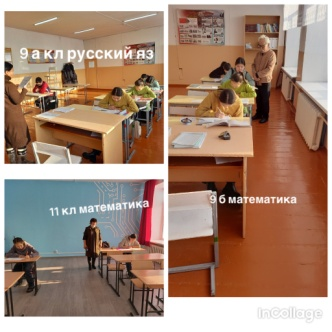 9 а кл русский яз
11 кл математика
9 б математика
InCollage